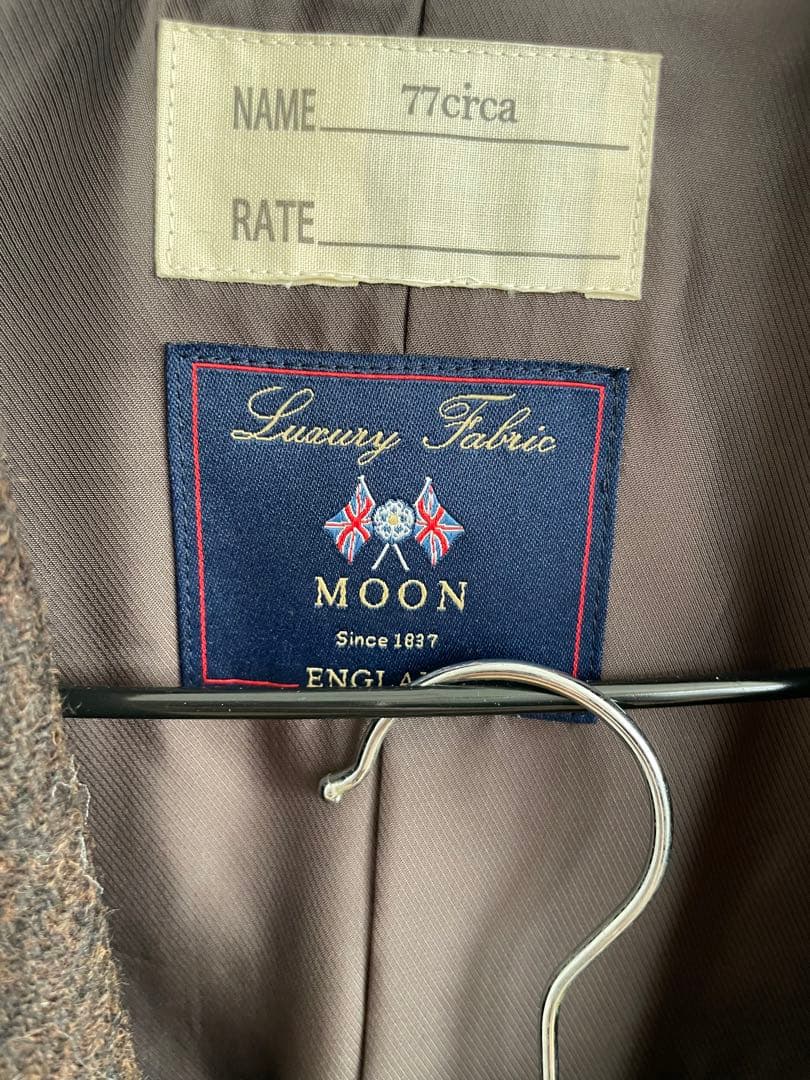 NAME 77circa
RATE
Luxury Fabric
MOON
Since 1837